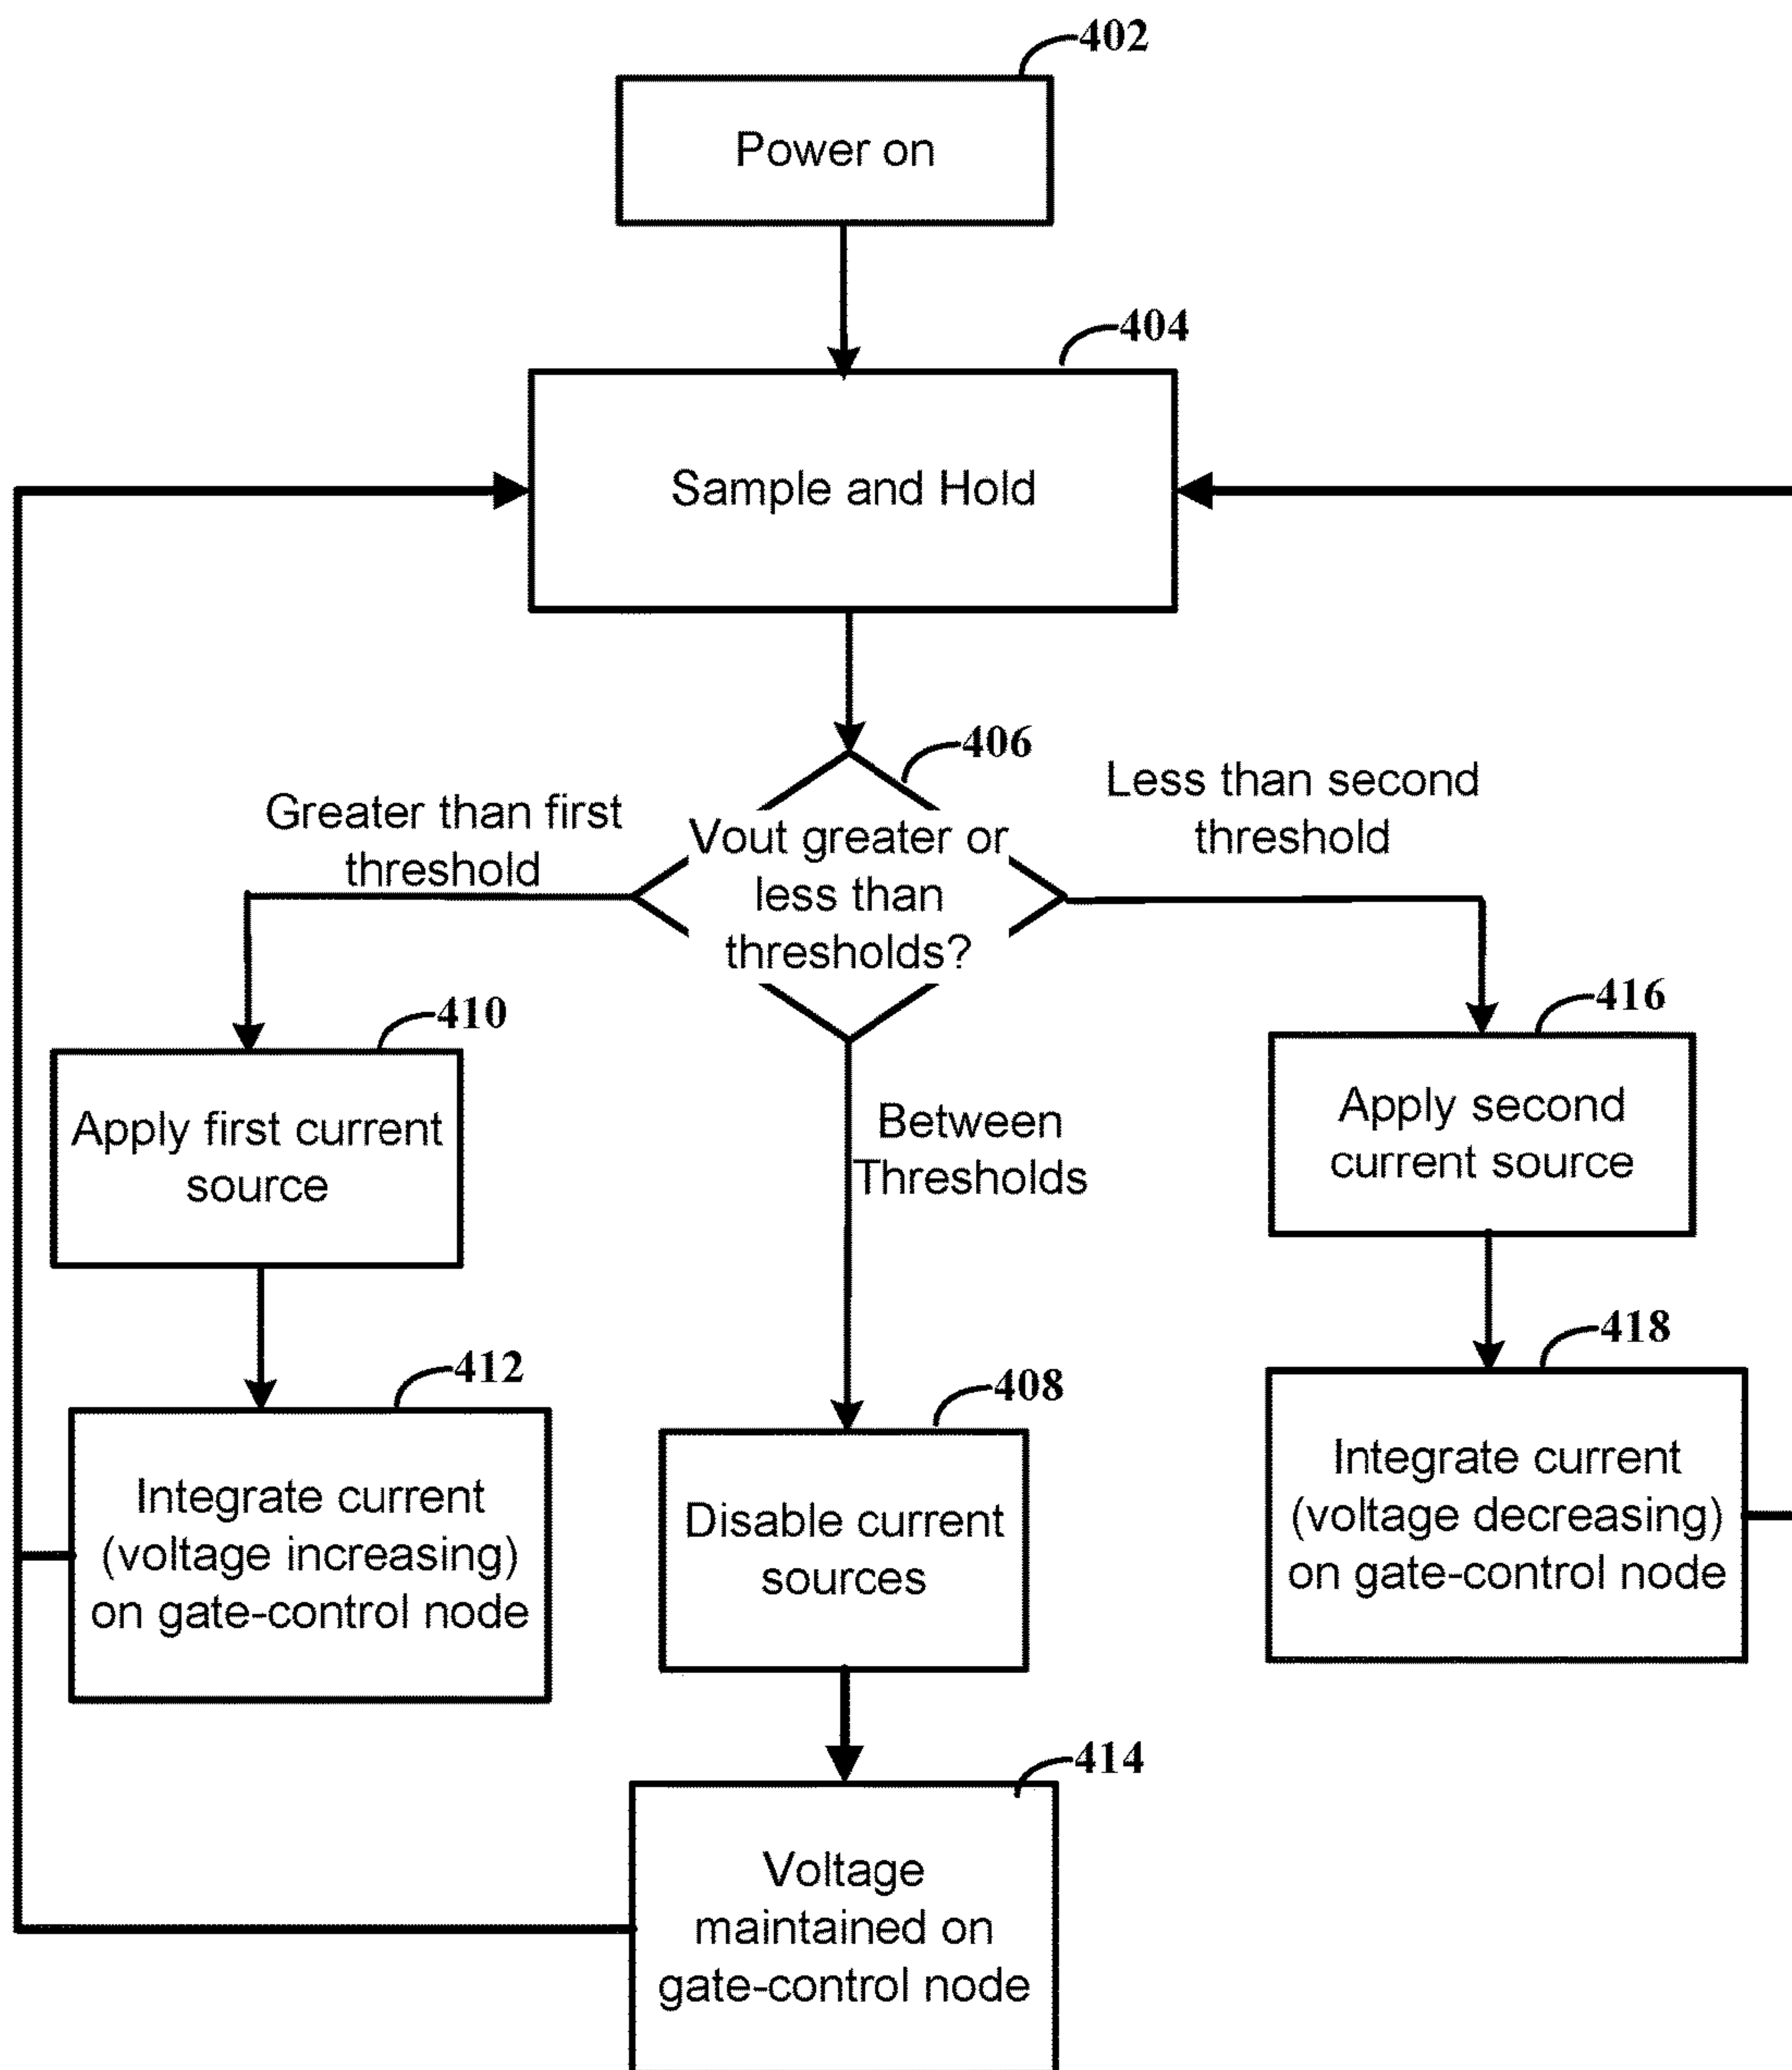 402
Power on
404
Sample and Hold
406
Vout greater or
less than
thresholds?
Greater than first
threshold
Less than second
threshold
Between
Thresholds
410
Apply first current
source
416
Apply second
current source
412
Integrate current
(voltage increasing)
on gate-control node
408
Disable current
sources
418
Integrate current
(voltage decreasing)
on gate-control node
414
Voltage
maintained on
gate-control node